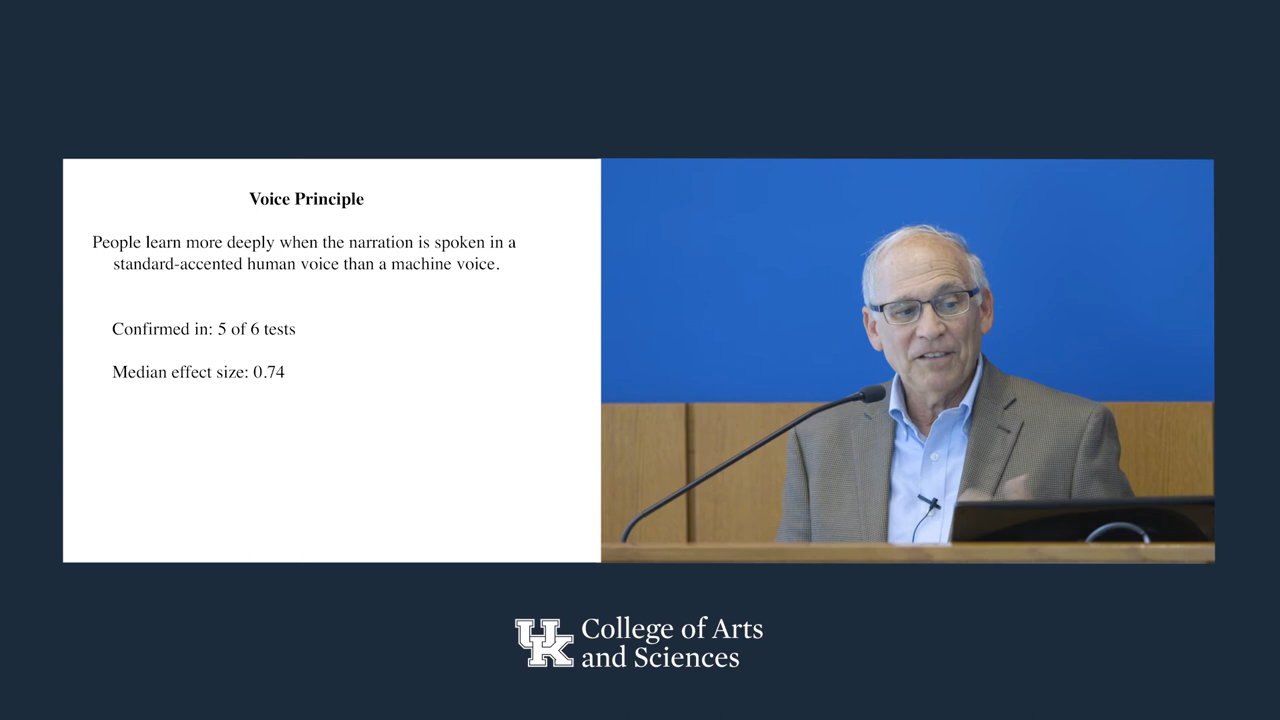 Voice Principle
People learn more deeply when the narration is spoken in a
standard-accented human voice than a machine voice.
Confirmed in: 5 of 6 tests
Median effect size: 0.74
UK College of Arts
and Sciences